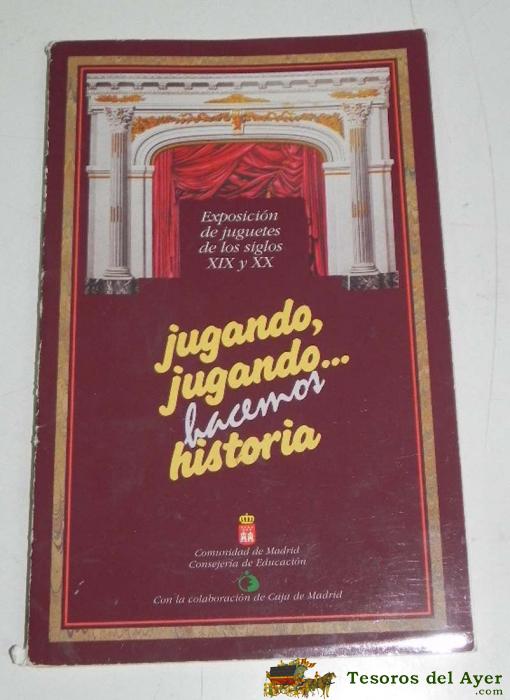 Exposición
de juguetes
de los siglos
XIX y XX
jugando,
jugando...
hacemos
historia
Comunidad de Madrid
Consejería de Educación
Con la colaboración de Caja de Madrid
Tesoros del Ayer
.com